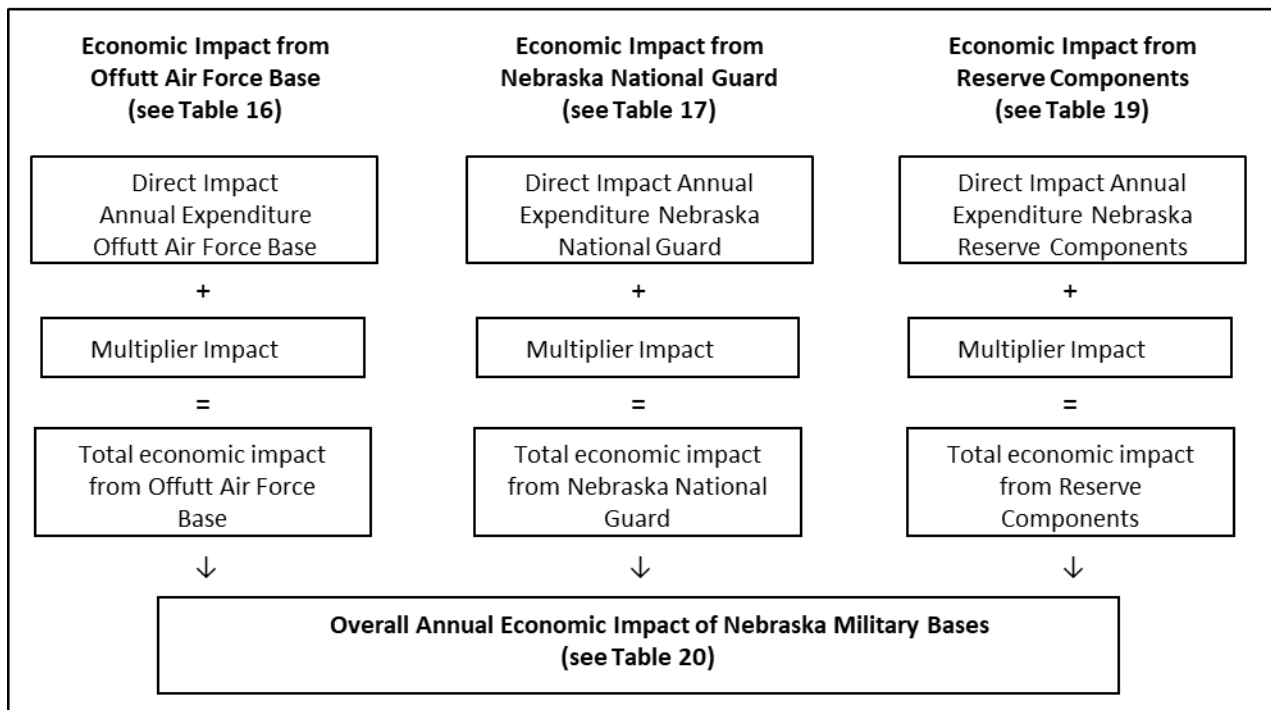 Economic Impact from
Offutt Air Force Base
(see Table 16)
Direct Impact
Annual Expenditure
Offutt Air Force Base
+
Multiplier Impact
=
Total economic impact
from Offutt Air Force
Base
↓
Economic Impact from
Nebraska National Guard
(see Table 17)
Direct Impact Annual
Expenditure Nebraska
National Guard
+
Multiplier Impact
=
Total economic impact
from Nebraska National
Guard
↓
Economic Impact from
Reserve Components
(see Table 19)
Direct Impact Annual
Expenditure Nebraska
Reserve Components
+
Multiplier Impact
=
Total economic impact
from Reserve
Components
↓
Overall Annual Economic Impact of Nebraska Military Bases
(see Table 20)